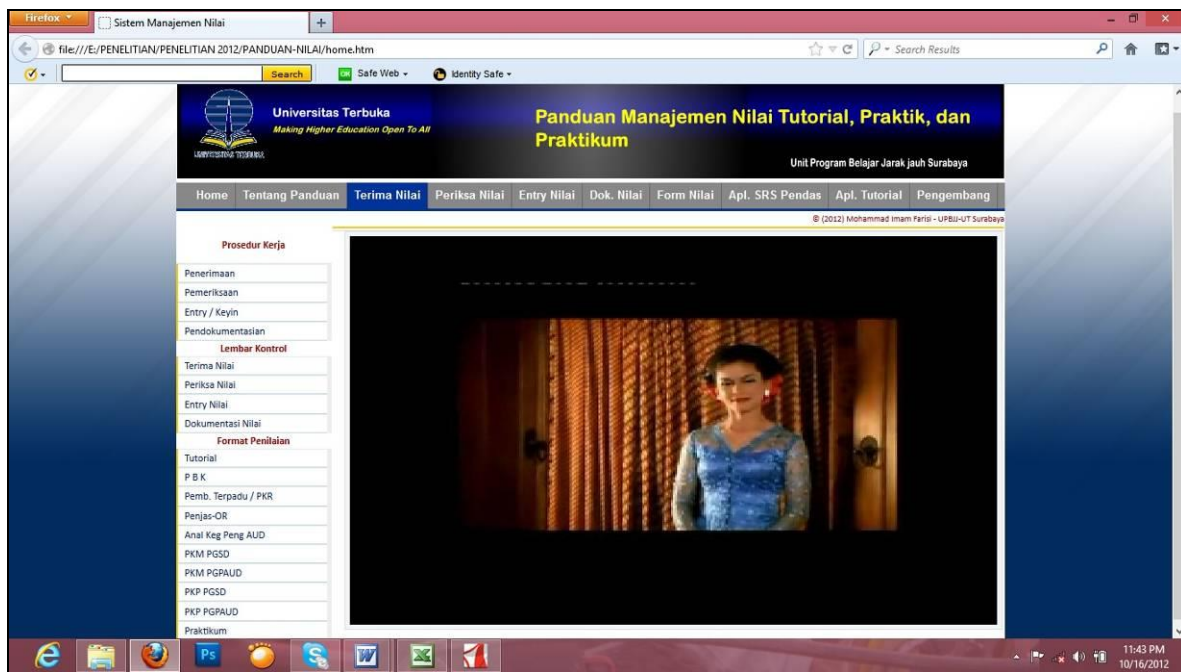 Firefox
Sistem Manajemen Nilai
file:///E:/PENELITIAN/PENELITIAN 2012/PANDUAN-NILAI/home.htm
Search Results
Search
OK Safe Web
Identity Safe
Universitas Terbuka
Making Higher Education Open To All
UNIVERSITAS TERBUKA
Panduan Manajemen Nilai Tutorial, Praktik, dan
Praktikum
Unit Program Belajar Jarak jauh Surabaya
Home Tentang Panduan Terima Nilai Periksa Nilai Entry Nilai Dok. Nilai Form Nilai Apl. SRS Pendas Apl. Tutorial Pengembang
© (2012) Mohammad Imam Farisi - UPBJJ-UT Surabaya
Prosedur Kerja
Penerimaan
Pemeriksaan
Entry / Keyin
Pendokumentasian
Lembar Kontrol
Terima Nilai
Periksa Nilai
Entry Nilai
Dokumentasi Nilai
Format Penilaian
Tutorial
P B K
Pemb. Terpadu / PKR
Penjas-OR
Anal Keg Peng AUD
PKM PGSD
PKM PGPAUD
PKP PGSD
PKP PGPAUD
Praktikum
Ps
11:43 PM
10/16/2012